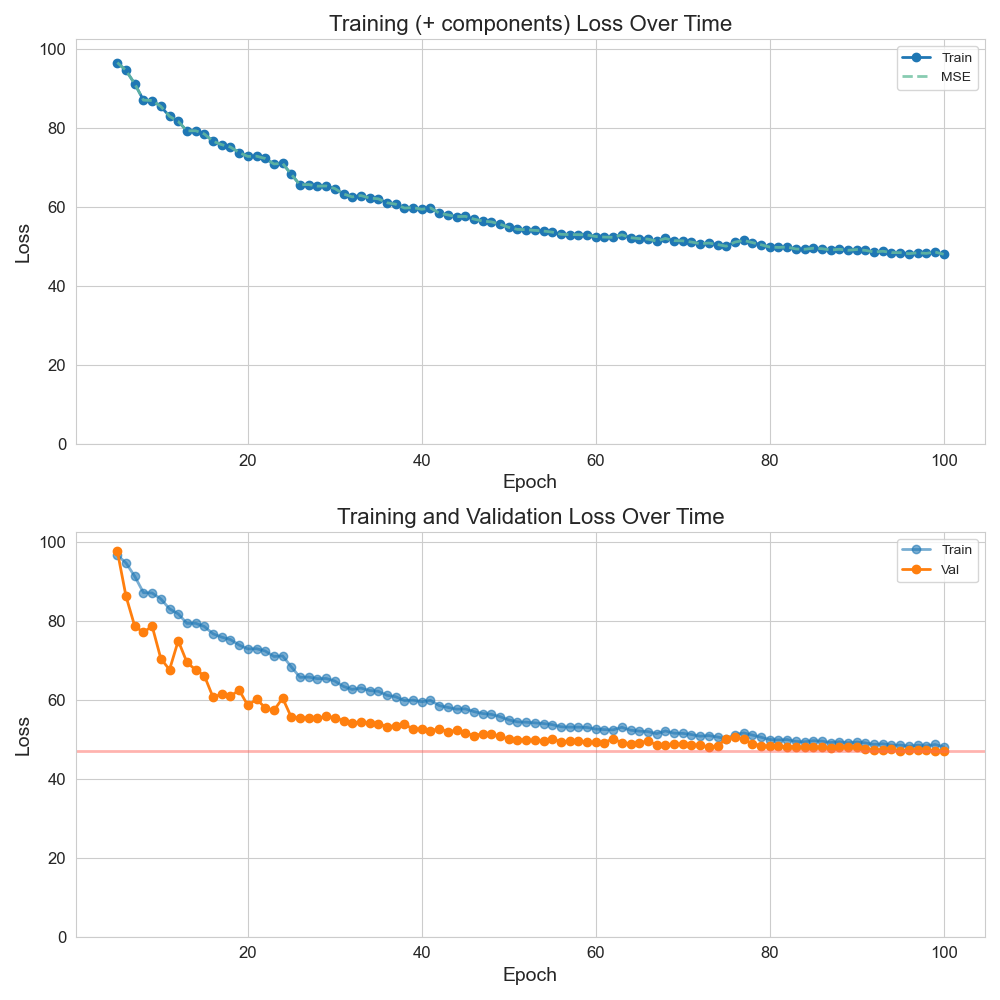 Training (+ components) Loss Over Time
100
80
60
40
20
0
Loss
Train
MSE
20 40 60 80 100
Epoch
Training and Validation Loss Over Time
100
80
60
40
20
0
Loss
Train
Val
20 40 60 80 100
Epoch